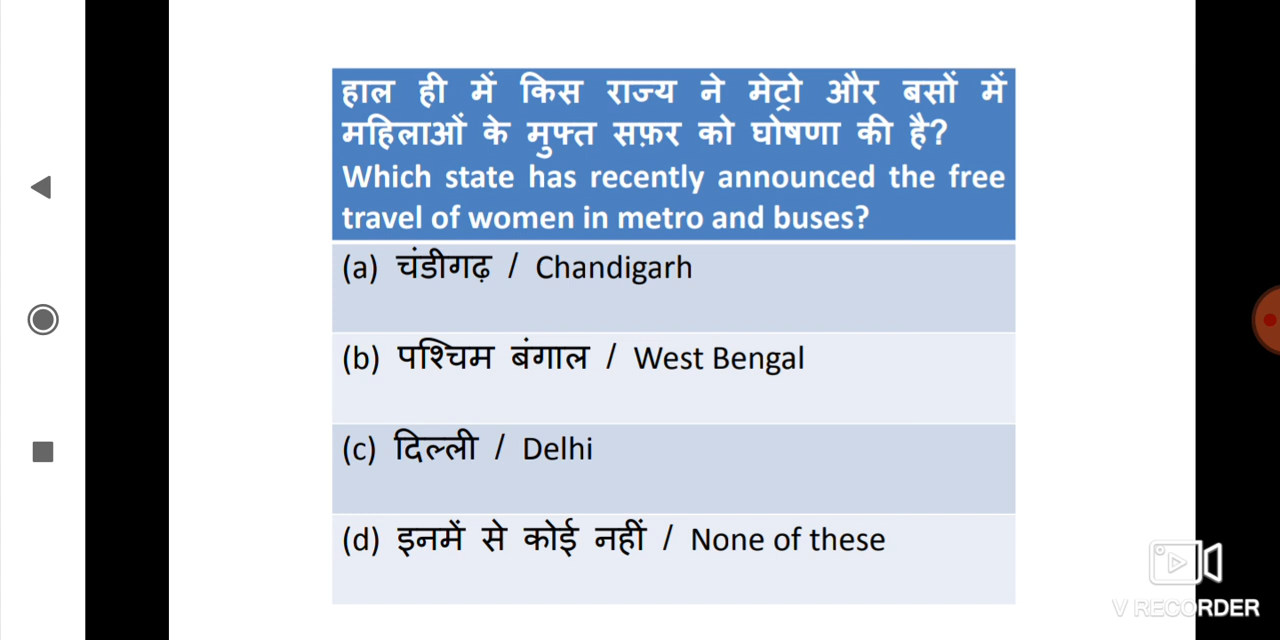 हाल ही में किस राज्य ने मेट्रो और बसों में
महिलाओं के मुफ्त सफ़र को घोषणा की है?
Which state has recently announced the free
travel of women in metro and buses?
(a) चंडीगढ़ / Chandigarh
(b) पश्चिम बंगाल / West Bengal
(c) दिल्ली / Delhi
(d) इनमें से कोई नहीं / None of these
V RECORDER